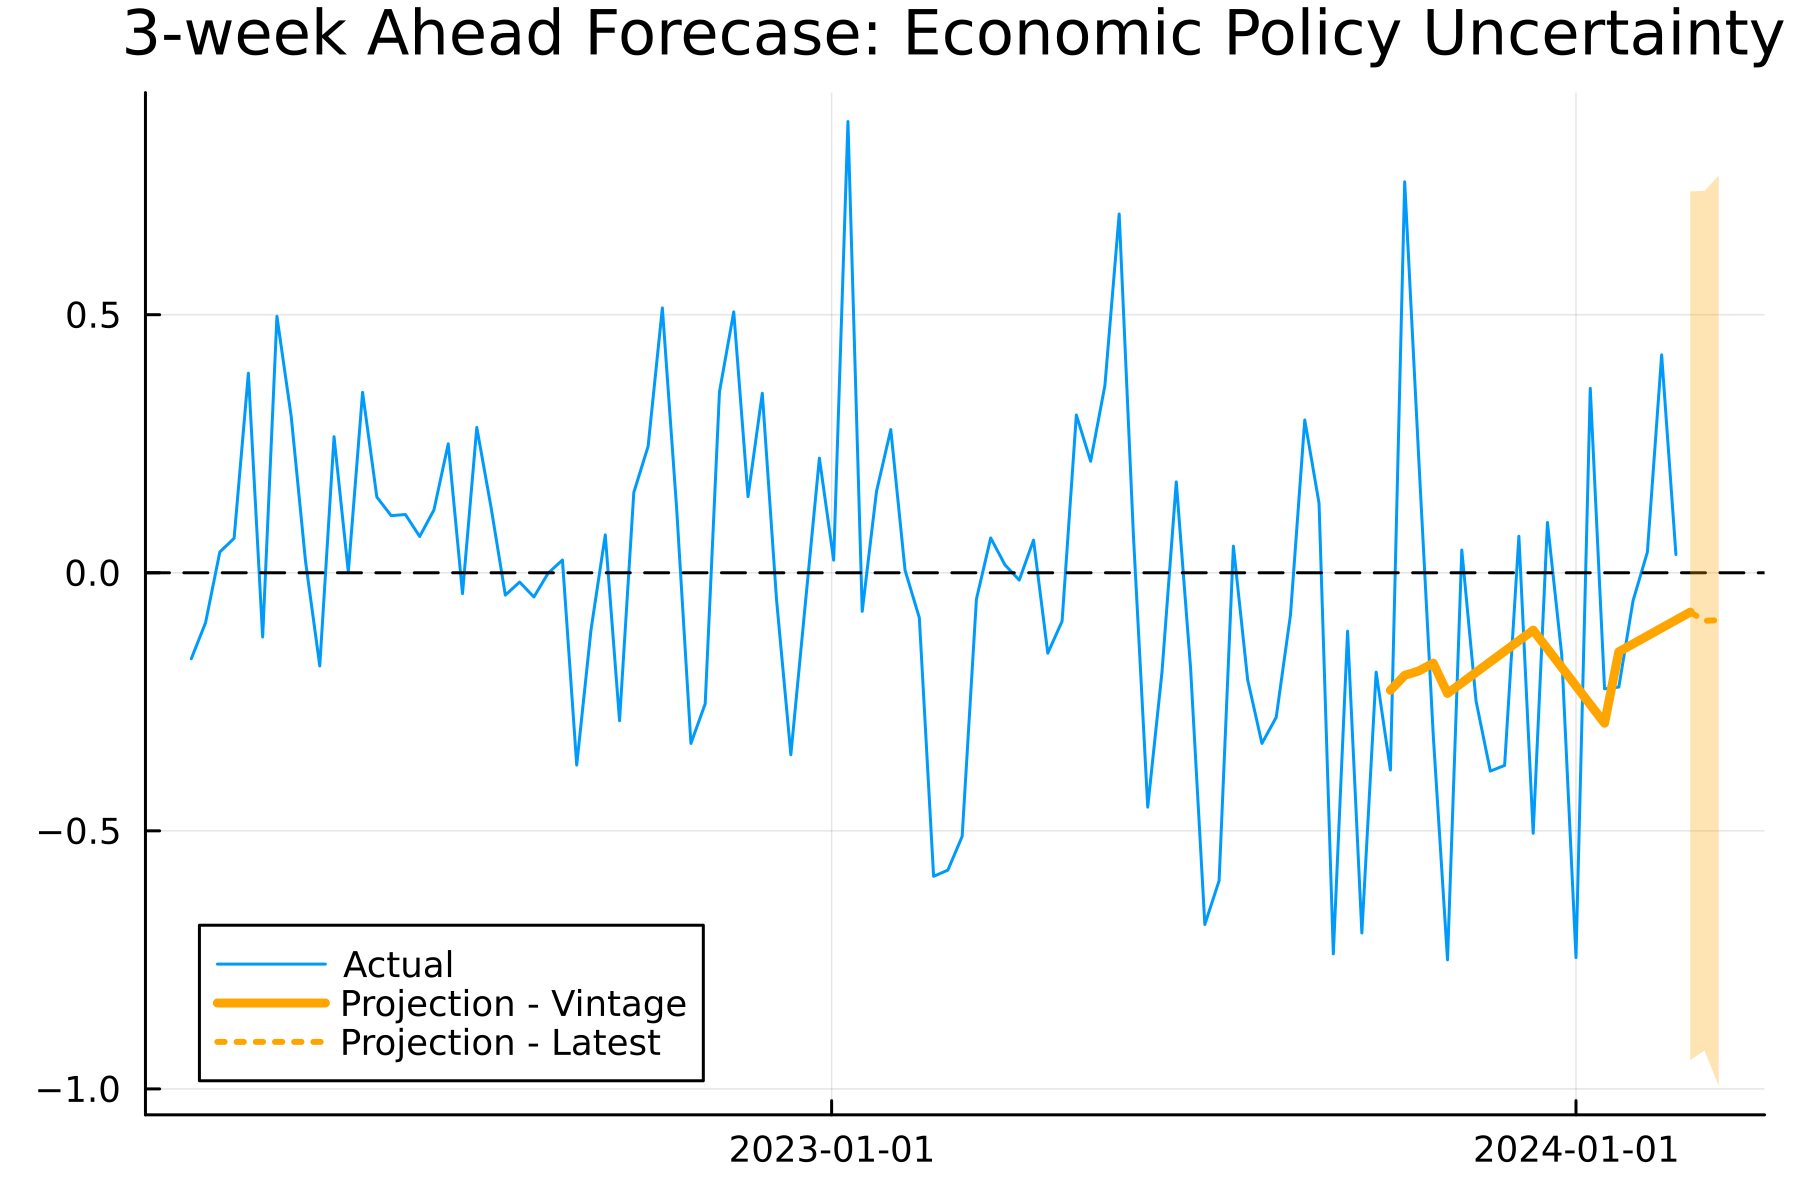 3-week Ahead Forecase: Economic Policy Uncertainty
0.5
0.0
−0.5
−1.0
Actual
Projection - Vintage
Projection - Latest
2023-01-01
2024-01-01